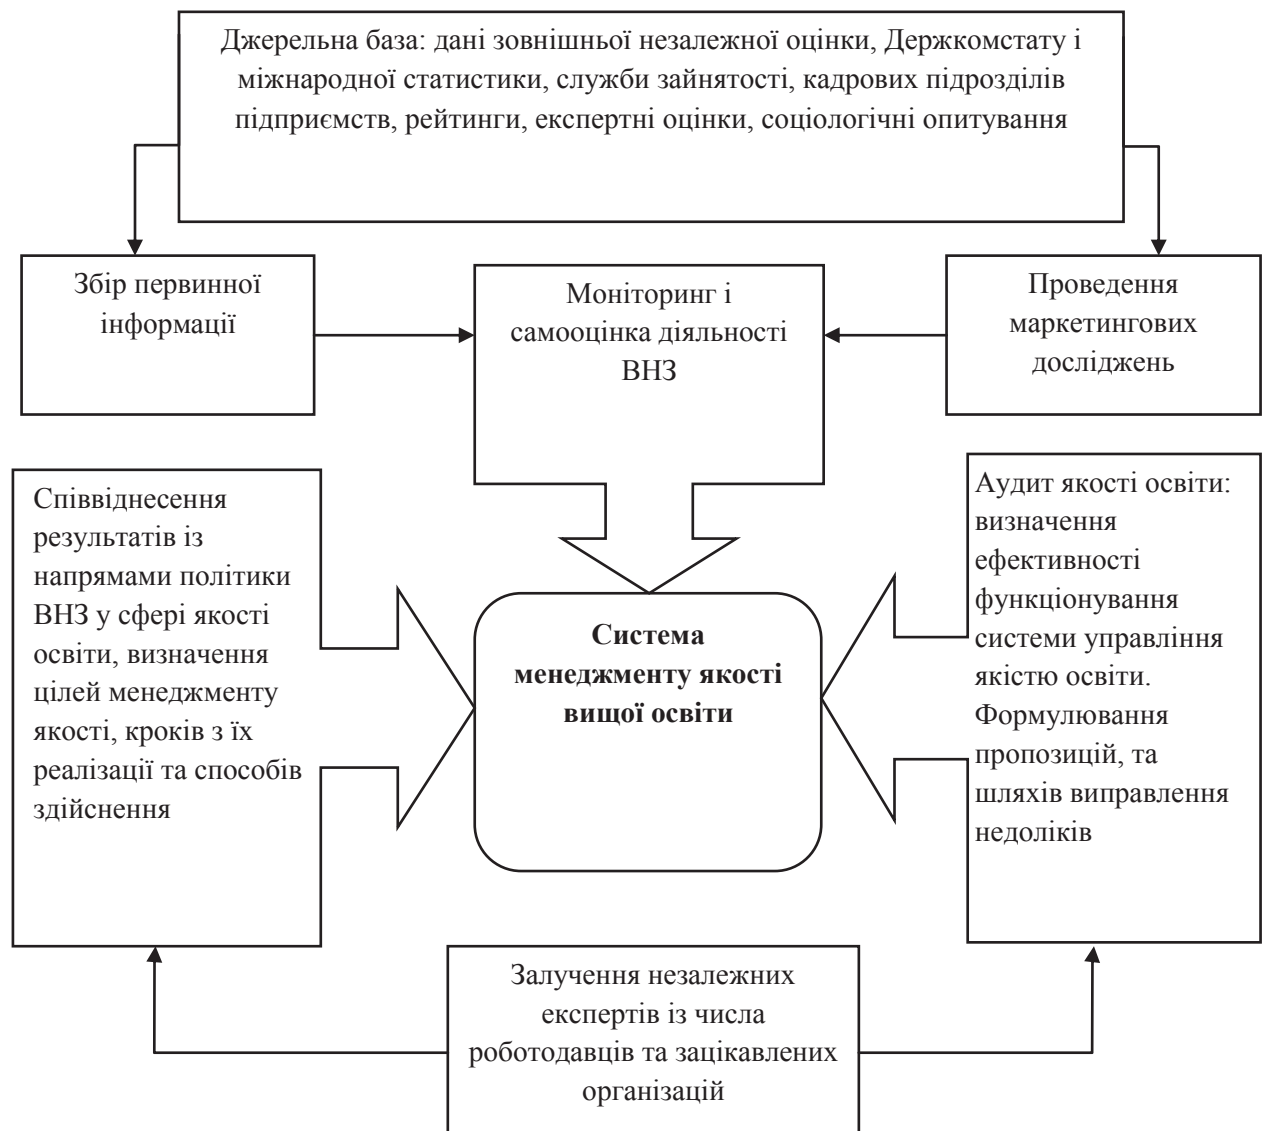 Джерельна база: дані зовнішньої незалежної оцінки, Держкомстату і
міжнародної статистики, служби зайнятості, кадрових підрозділів
підприємств, рейтинги, експертні оцінки, соціологічні опитування
Збір первинної
інформації
Моніторинг і
самооцінка діяльності
ВНЗ
Проведення
маркетингових
досліджень
Співвіднесення
результатів із
напрямами політики
ВНЗ у сфері якості
освіти, визначення
цілей менеджменту
якості, кроків з їх
реалізації та способів
здійснення
Система
менеджменту якості
вищої освіти
Аудит якості освіти:
визначення
ефективності
функціонування
системи управління
якістю освіти.
Формулювання
пропозицій, та
шляхів виправлення
недоліків
Залучення незалежних
експертів із числа
роботодавців та зацікавлених
організацій